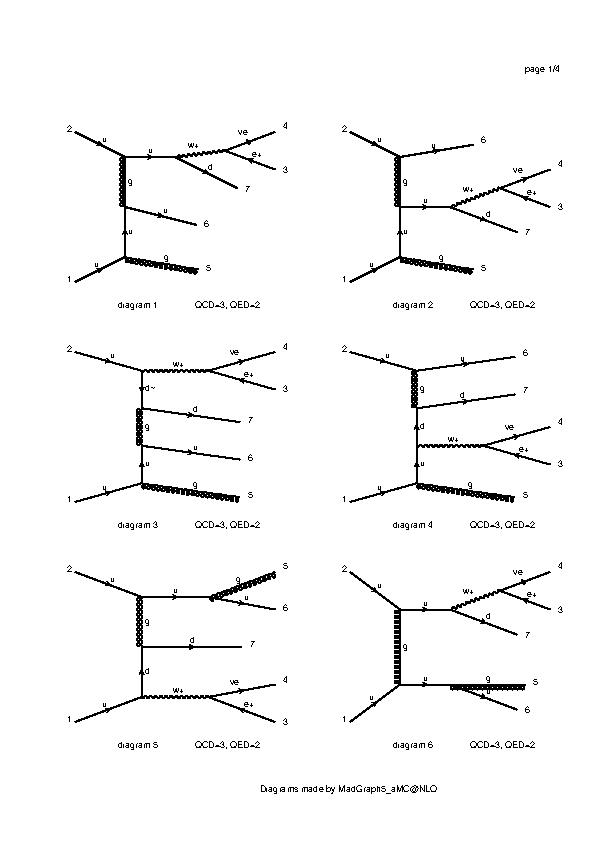 page 1/4
2 u u w+ ve 4
e+ 3
d 7
g
u 6
u
1 u g 5
diagram 1 QCD=3, QED=2
2 u u 6
g
w+ ve 4
e+ 3
u d 7
u
1 u g 5
diagram 2 QCD=3, QED=2
2 u w+ ve 4
e+ 3
d~
d 7
g
u 6
u
1 u g 5
diagram 3 QCD=3, QED=2
2 u u 6
g
d 7
d
w+ ve 4
e+ 3
1 u g 5
diagram 4 QCD=3, QED=2
2 u u g 5
u 6
g
d 7
d
w+ ve 4
1 u e+ 3
diagram 5 QCD=3, QED=2
2 u u w+ ve 4
e+ 3
d 7
g
u g 5
u 6
1 u
diagram 6 QCD=3, QED=2
Diagrams made by MadGraph5_aMC@NLO